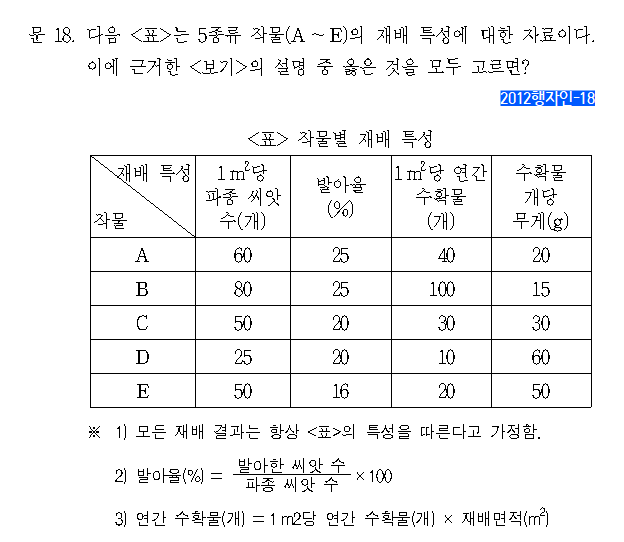 문 18. 다음 <표>는 5종류 작물(A ~ E)의 재배 특성에 대한 자료이다.
이에 근거한 <보기>의 설명 중 옳은 것을 모두 고르면?
2012행자인-18
<표> 작물별 재배 특성
재배 특성
작물
1 m²당 파종 씨앗 수(개)
발아율(%)
1 m²당 연간 수확물(개)
수확물 개당 무게(g)
A 60 25 40 20
B 80 25 100 15
C 50 20 30 30
D 25 20 10 60
E 50 16 20 50
※ 1) 모든 재배 결과는 항상 <표>의 특성을 따른다고 가정함.
2) 발아율(%) = 발아한 씨앗 수 / 파종 씨앗 수 × 100
3) 연간 수확물(개) = 1 m2당 연간 수확물(개) × 재배면적(m²)